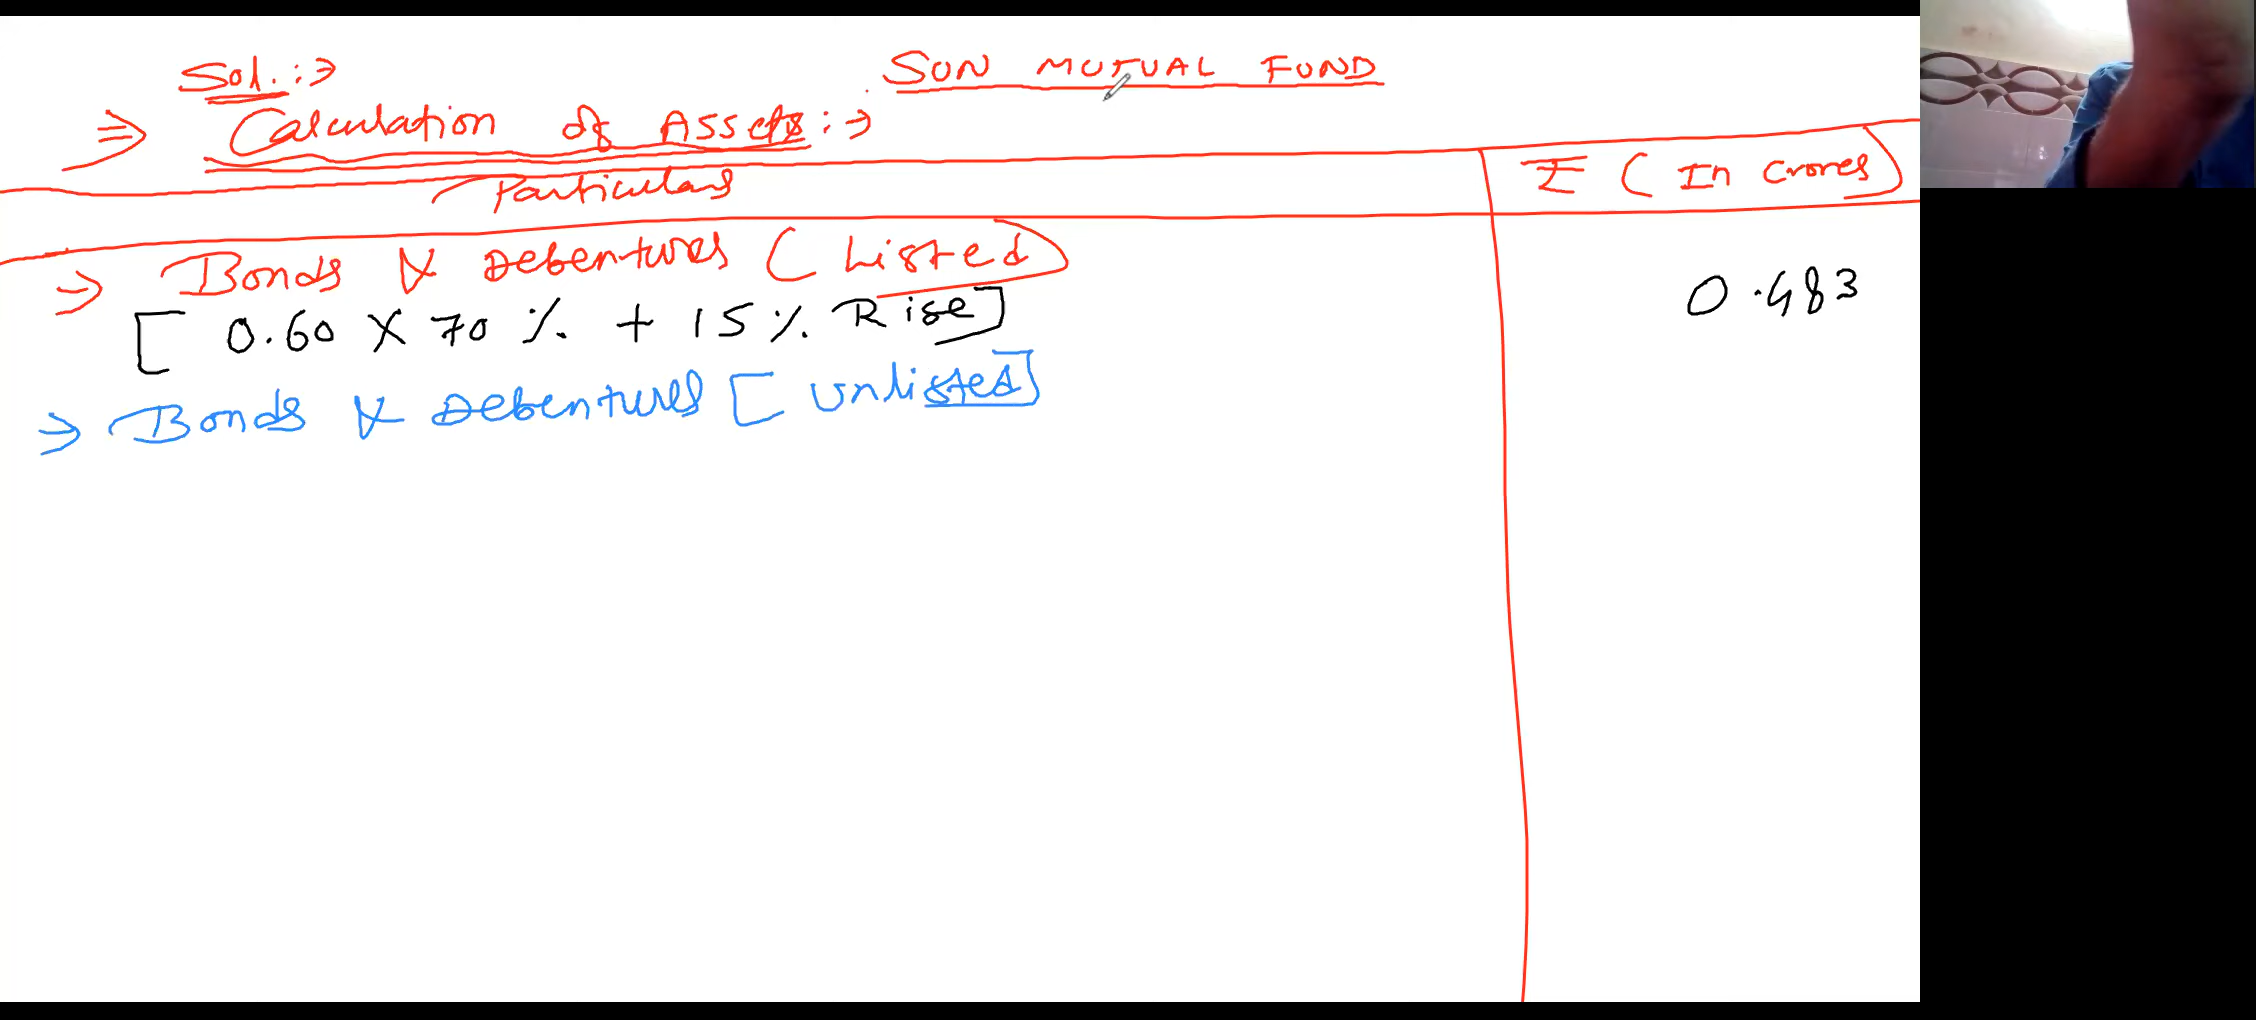 Sol. :⇒ SUN MUTUAL FUND
⇒ Calculation of Assets :→
Particulars ₹ (In Crores)
⇒ Bonds & Debentures (Listed)
[ 0.60 X 70 % + 15 % Rise] 0.483
⇒ Bonds & Debentures [Unlisted]